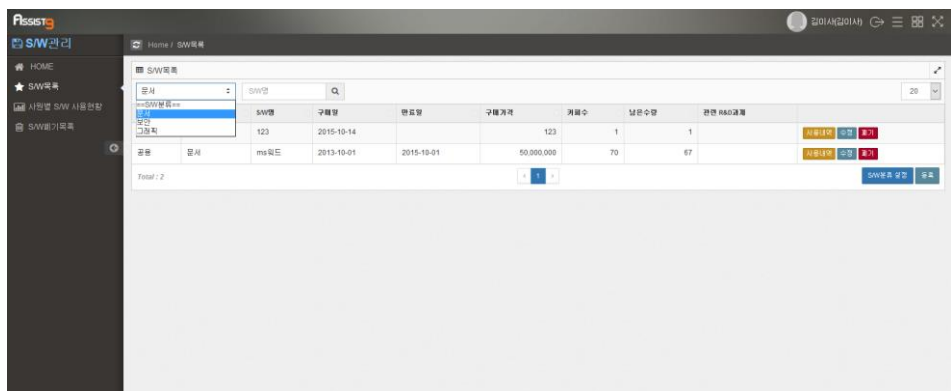 Assist9
김이사(김이사)
S/W관리
Home / S/W목록
HOME
S/W목록
사원별 S/W 사용현황
S/W폐기목록
S/W목록
문서
S/W명
20
==S/W분류==
문서
보안
그래픽
S/W명 구매일 만료일 구매가격 카피수 남은수량 관련 R&D과제
123 2015-10-14 123 1 1 사용내역 수정 폐기
공용 문서 ms워드 2013-10-01 2015-10-01 50,000,000 70 67 사용내역 수정 폐기
Total : 2
1
S/W분류 설정 등록